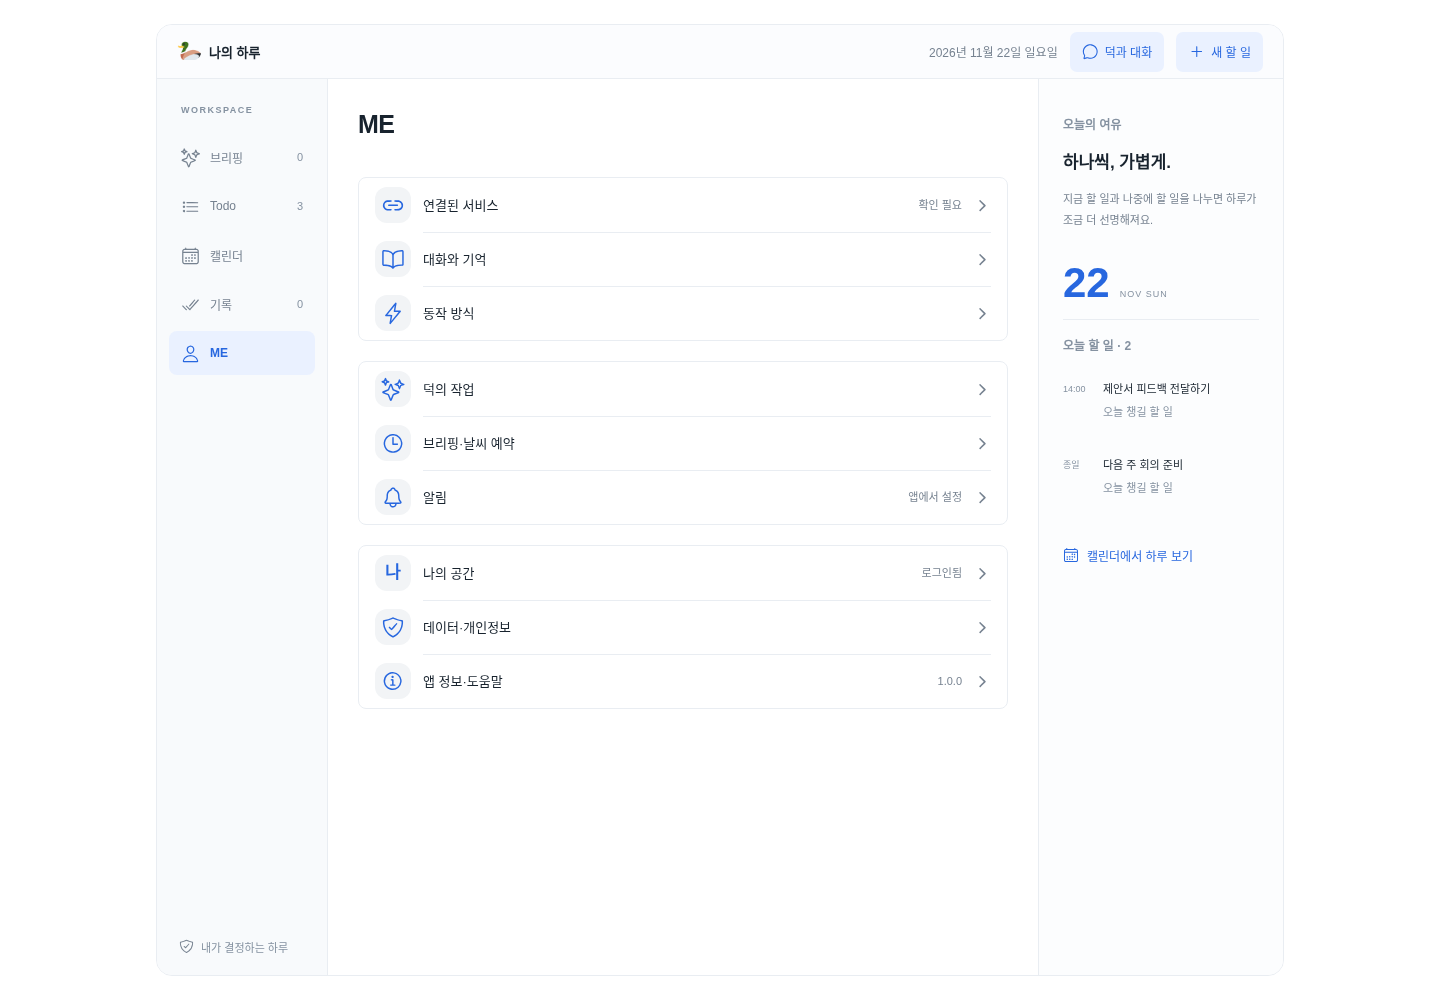 나의 하루
2026년 11월 22일 일요일
덕과 대화
새 할 일
WORKSPACE
브리핑 0
Todo 3
캘린더
기록 0
ME
내가 결정하는 하루
ME
연결된 서비스 확인 필요
대화와 기억
동작 방식
덕의 작업
브리핑·날씨 예약
알림 앱에서 설정
나 나의 공간 로그인됨
데이터·개인정보
앱 정보·도움말 1.0.0
오늘의 여유
하나씩, 가볍게.
지금 할 일과 나중에 할 일을 나누면 하루가
조금 더 선명해져요.
22 NOV SUN
오늘 할 일 · 2
14:00 제안서 피드백 전달하기
오늘 챙길 할 일
종일 다음 주 회의 준비
오늘 챙길 할 일
캘린더에서 하루 보기